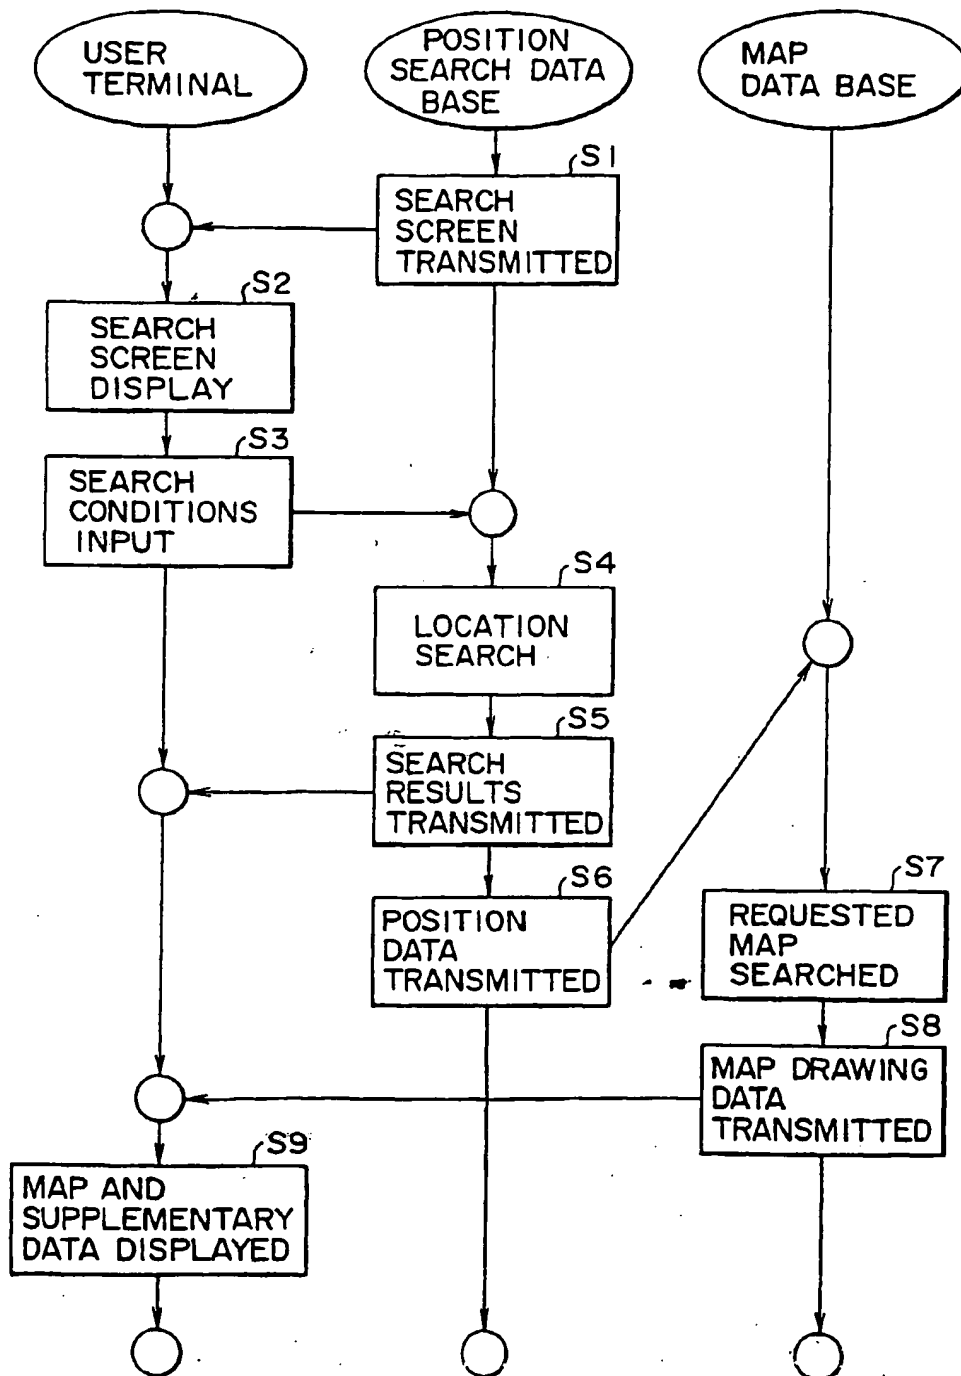 USER
TERMINAL
POSITION
SEARCH DATA
BASE
MAP
DATA BASE
S1
SEARCH
SCREEN
TRANSMITTED
S2
SEARCH
SCREEN
DISPLAY
S3
SEARCH
CONDITIONS
INPUT
S4
LOCATION
SEARCH
S5
SEARCH
RESULTS
TRANSMITTED
S6
POSITION
DATA
TRANSMITTED
S7
REQUESTED
MAP
SEARCHED
S8
MAP DRAWING
DATA
TRANSMITTED
S9
MAP AND
SUPPLEMENTARY
DATA DISPLAYED